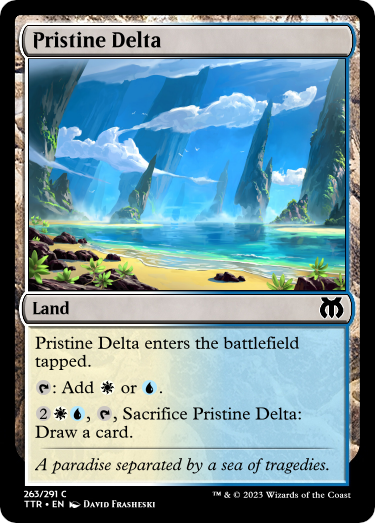 Pristine Delta
Land
Pristine Delta enters the battlefield
tapped.
: Add or .
2 , , Sacrifice Pristine Delta:
Draw a card.
A paradise separated by a sea of tragedies.
263/291 C
TTR • EN David Frasheski
™ & © 2023 Wizards of the Coast